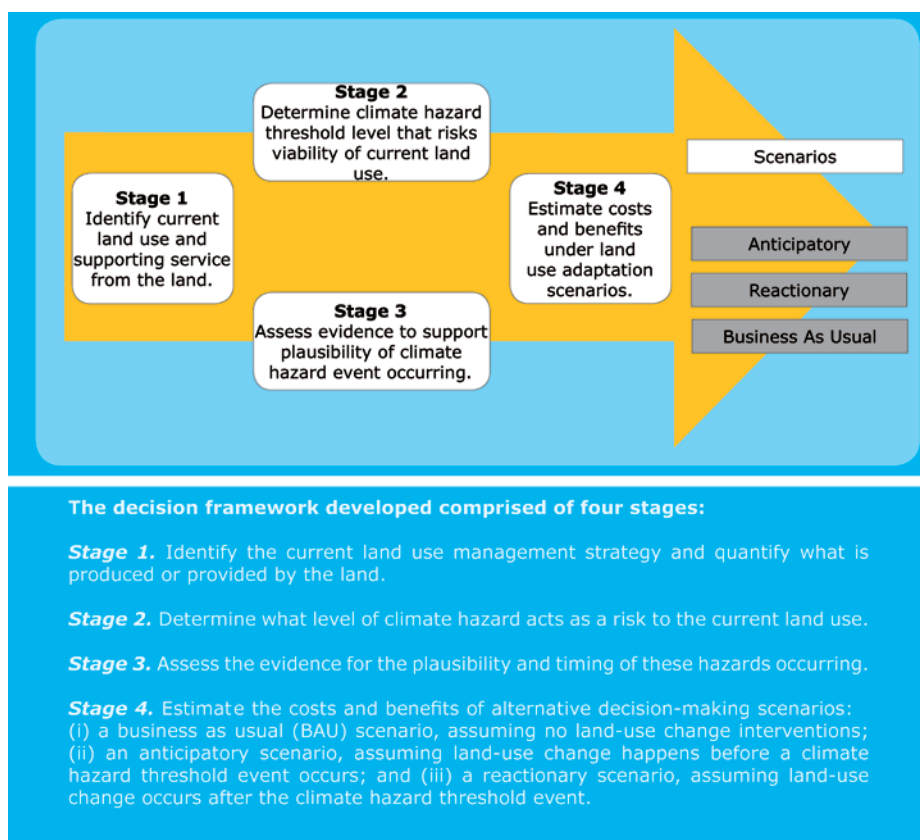 Stage 1
Identify current
land use and
supporting service
from the land.
Stage 2
Determine climate hazard
threshold level that risks
viability of current land
use.
Stage 3
Assess evidence to support
plausibility of climate
hazard event occurring.
Stage 4
Estimate costs
and benefits
under land
use adaptation
scenarios.
Scenarios
Anticipatory
Reactionary
Business As Usual
The decision framework developed comprised of four stages:
Stage 1. Identify the current land use management strategy and quantify what is
produced or provided by the land.
Stage 2. Determine what level of climate hazard acts as a risk to the current land use.
Stage 3. Assess the evidence for the plausibility and timing of these hazards occurring.
Stage 4. Estimate the costs and benefits of alternative decision-making scenarios:
(i) a business as usual (BAU) scenario, assuming no land-use change interventions;
(ii) an anticipatory scenario, assuming land-use change happens before a climate
hazard threshold event occurs; and (iii) a reactionary scenario, assuming land-use
change occurs after the climate hazard threshold event.